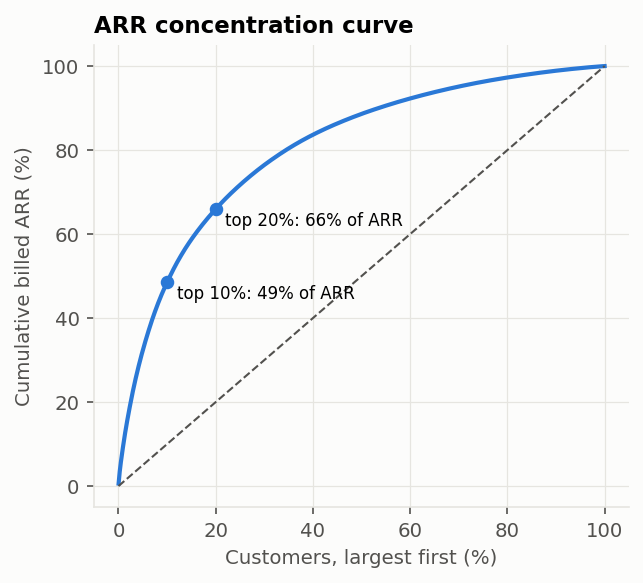 ARR concentration curve
Cumulative billed ARR (%)
100
80
60
40
20
0
top 20%: 66% of ARR
top 10%: 49% of ARR
0 20 40 60 80 100
Customers, largest first (%)